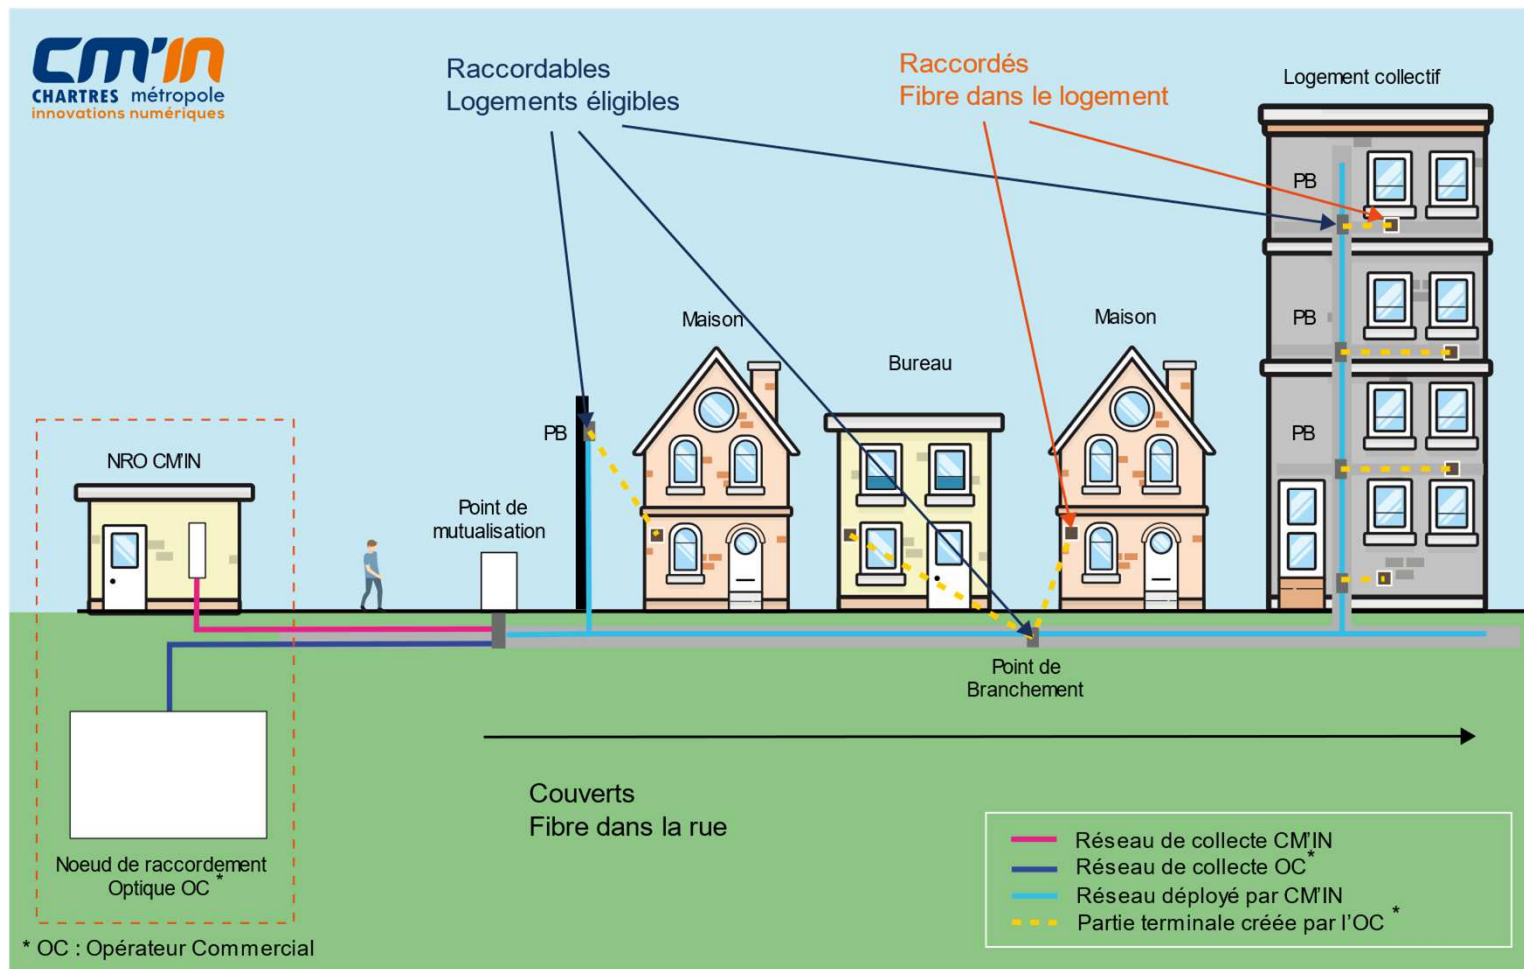 CM'IN
CHARTRES métropole
innovations numériques
Raccordables
Logements éligibles
Raccordés
Fibre dans le logement
Logement collectif
PB
PB
PB
Maison
Bureau
Maison
PB
NRO CM'IN
Point de
mutualisation
Point de
Branchement
Couverts
Fibre dans la rue
Noeud de raccordement
Optique OC *
* OC : Opérateur Commercial
Réseau de collecte CM'IN
Réseau de collecte OC*
Réseau déployé par CM'IN
Partie terminale créée par l'OC *